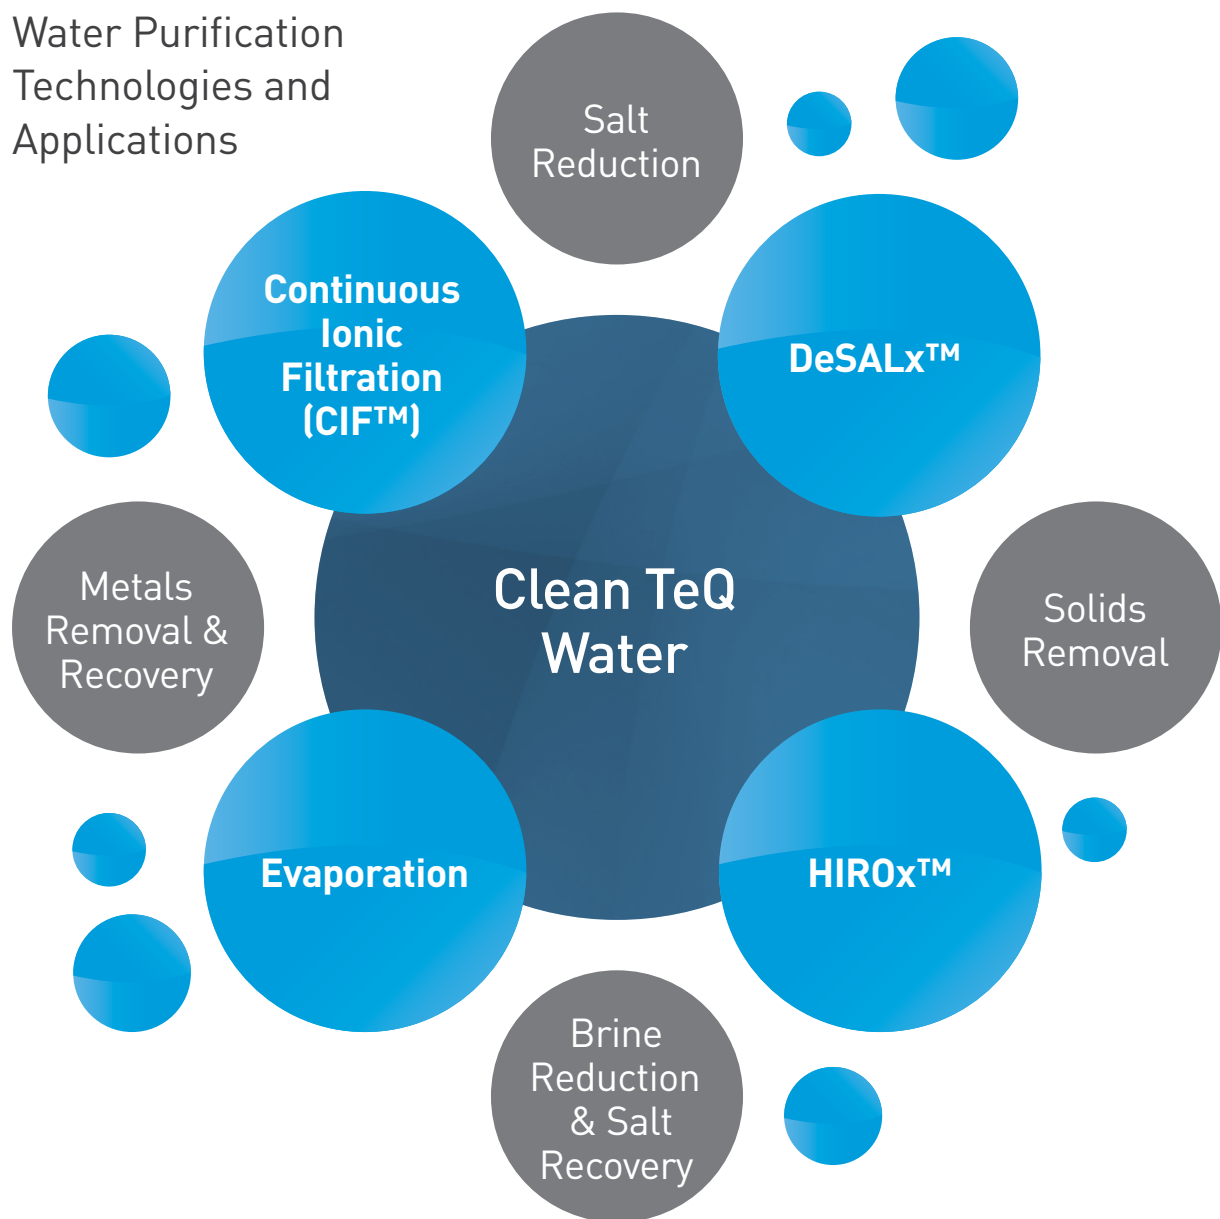 Water Purification
Technologies and
Applications
Salt
Reduction
Continuous
Ionic
Filtration
(CIF™)
DeSALx™
Metals
Removal &
Recovery
Clean TeQ
Water
Solids
Removal
Evaporation
HIROx™
Brine
Reduction
& Salt
Recovery